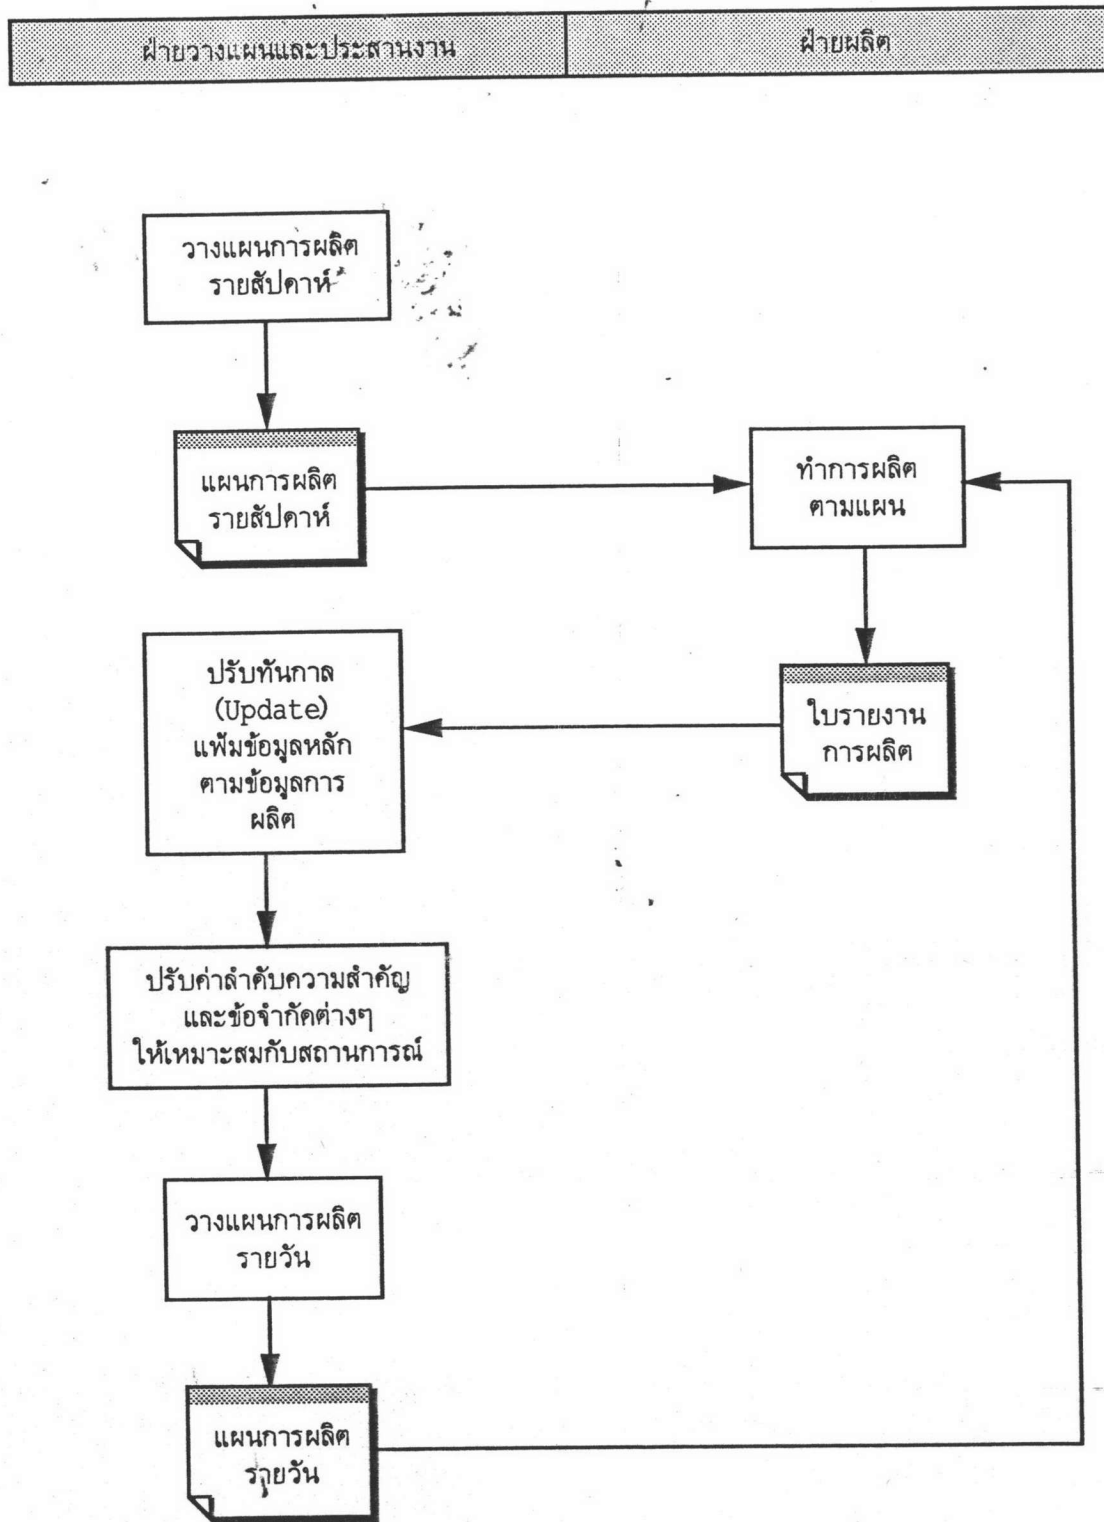 ฝ่ายวางแผนและประสานงาน
ฝ่ายผลิต
วางแผนการผลิต
รายสัปดาห์
แผนการผลิต
รายสัปดาห์
ทำการผลิต
ตามแผน
ปรับทันกาล
(Update)
แฟ้มข้อมูลหลัก
ตามข้อมูลการ
ผลิต
ใบรายงาน
การผลิต
ปรับค่าลำดับความสำคัญ
และข้อจำกัดต่างๆ
ให้เหมาะสมกับสถานการณ์
วางแผนการผลิต
รายวัน
แผนการผลิต
รายวัน